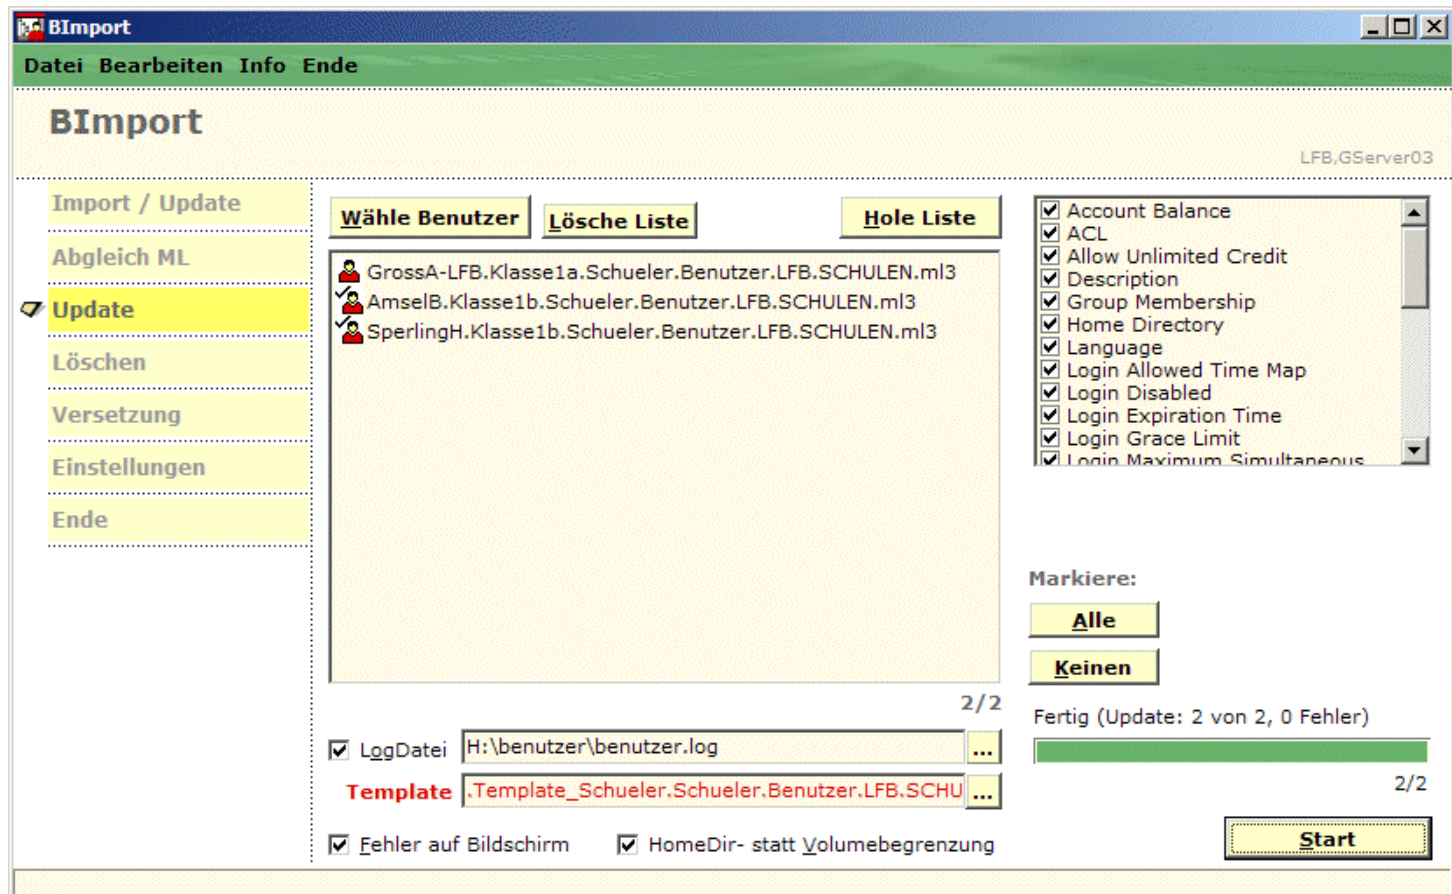 BImport
Datei Bearbeiten Info Ende
BImport
LFB,GServer03
Import / Update
Abgleich ML
Update
Löschen
Versetzung
Einstellungen
Ende
Wähle Benutzer
Lösche Liste
Hole Liste
GrossA-LFB.Klasse1a.Schueler.Benutzer.LFB.SCHULEN.ml3
AmselB.Klasse1b.Schueler.Benutzer.LFB.SCHULEN.ml3
SperlingH.Klasse1b.Schueler.Benutzer.LFB.SCHULEN.ml3
2/2
LogDatei H:\benutzer\benutzer.log ...
Template .Template_Schueler.Schueler.Benutzer.LFB.SCHU ...
Fehler auf Bildschirm HomeDir- statt Volumebegrenzung
Account Balance
ACL
Allow Unlimited Credit
Description
Group Membership
Home Directory
Language
Login Allowed Time Map
Login Disabled
Login Expiration Time
Login Grace Limit
Login Maximum Simultaneous
Markiere:
Alle
Keinen
Fertig (Update: 2 von 2, 0 Fehler)
2/2
Start